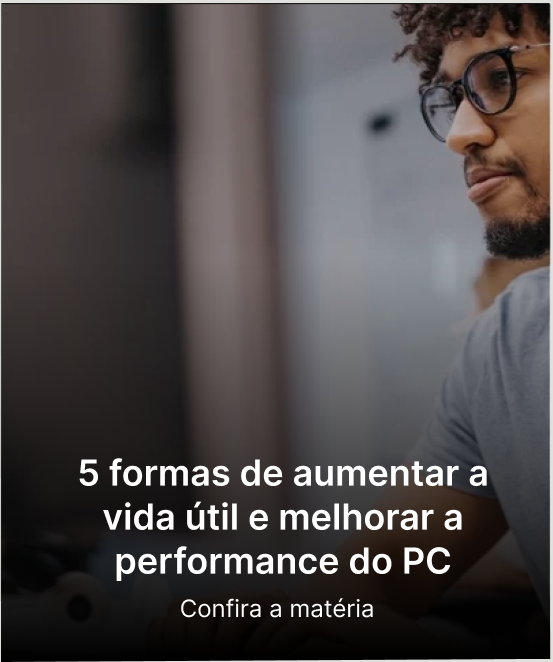 5 formas de aumentar a
vida útil e melhorar a
performance do PC
Confira a matéria